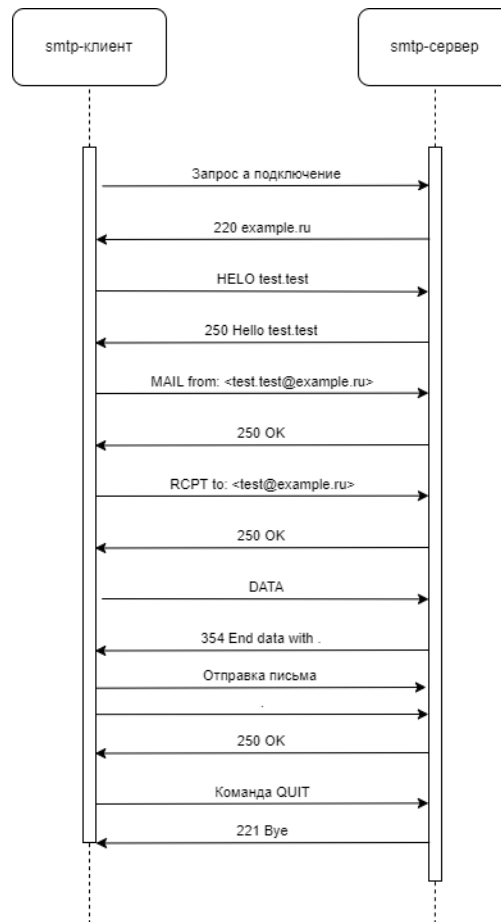 smtp-клиент
smtp-сервер
Запрос а подключение
220 example.ru
HELO test.test
250 Hello test.test
MAIL from: <test.test@example.ru>
250 OK
RCPT to: <test@example.ru>
250 OK
DATA
354 End data with .
Отправка письма
.
250 OK
Команда QUIT
221 Bye